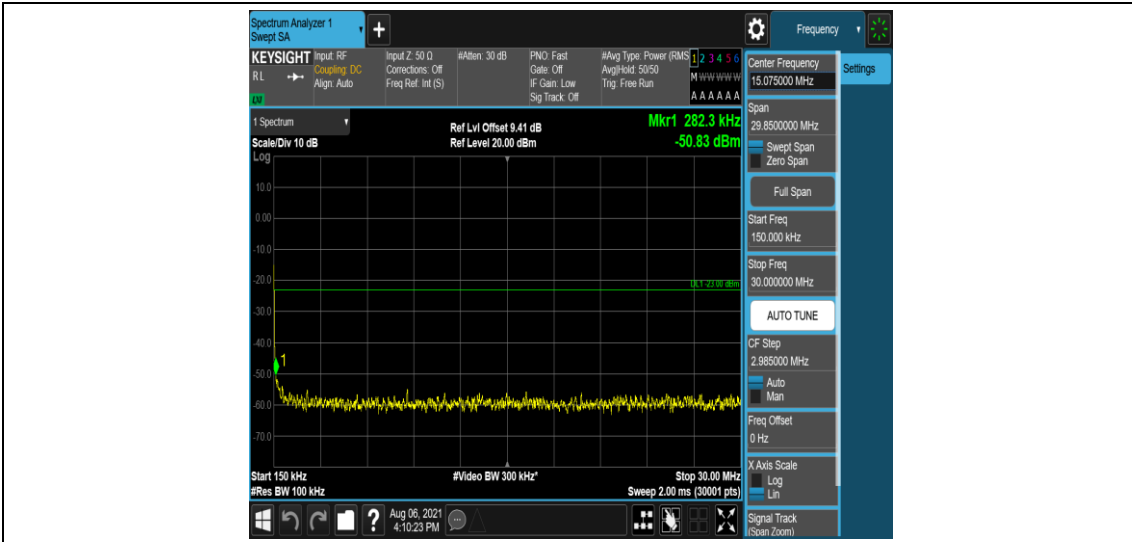 Spectrum Analyzer 1
Swept SA
+
Frequency
KEYSIGHT
RL
LXI
Input: RF
Coupling: DC
Align: Auto
Input Z: 50 Ω
Corrections: Off
Freq Ref: Int (S)
#Atten: 30 dB
PNO: Fast
Gate: Off
IF Gain: Low
Sig Track: Off
#Avg Type: Power (RMS
Avg|Hold: 50/50
Trig: Free Run
1 2 3 4 5 6
M W W W W W
A A A A A A
1 Spectrum
Scale/Div 10 dB
Log
Ref Lvl Offset 9.41 dB
Ref Level 20.00 dBm
Mkr1 282.3 kHz
-50.83 dBm
10.0
0.00
-10.0
-20.0
DL1 -23.00 dBm
-30.0
-40.0
1
-50.0
-60.0
-70.0
Start 150 kHz
#Res BW 100 kHz
#Video BW 300 kHz*
Stop 30.00 MHz
Sweep 2.00 ms (30001 pts)
Center Frequency
15.075000 MHz
Settings
Span
29.8500000 MHz
Swept Span
Zero Span
Full Span
Start Freq
150.000 kHz
Stop Freq
30.000000 MHz
AUTO TUNE
CF Step
2.985000 MHz
Auto
Man
Freq Offset
0 Hz
X Axis Scale
Log
Lin
Signal Track
(Span Zoom)
?
Aug 06, 2021
4:10:23 PM